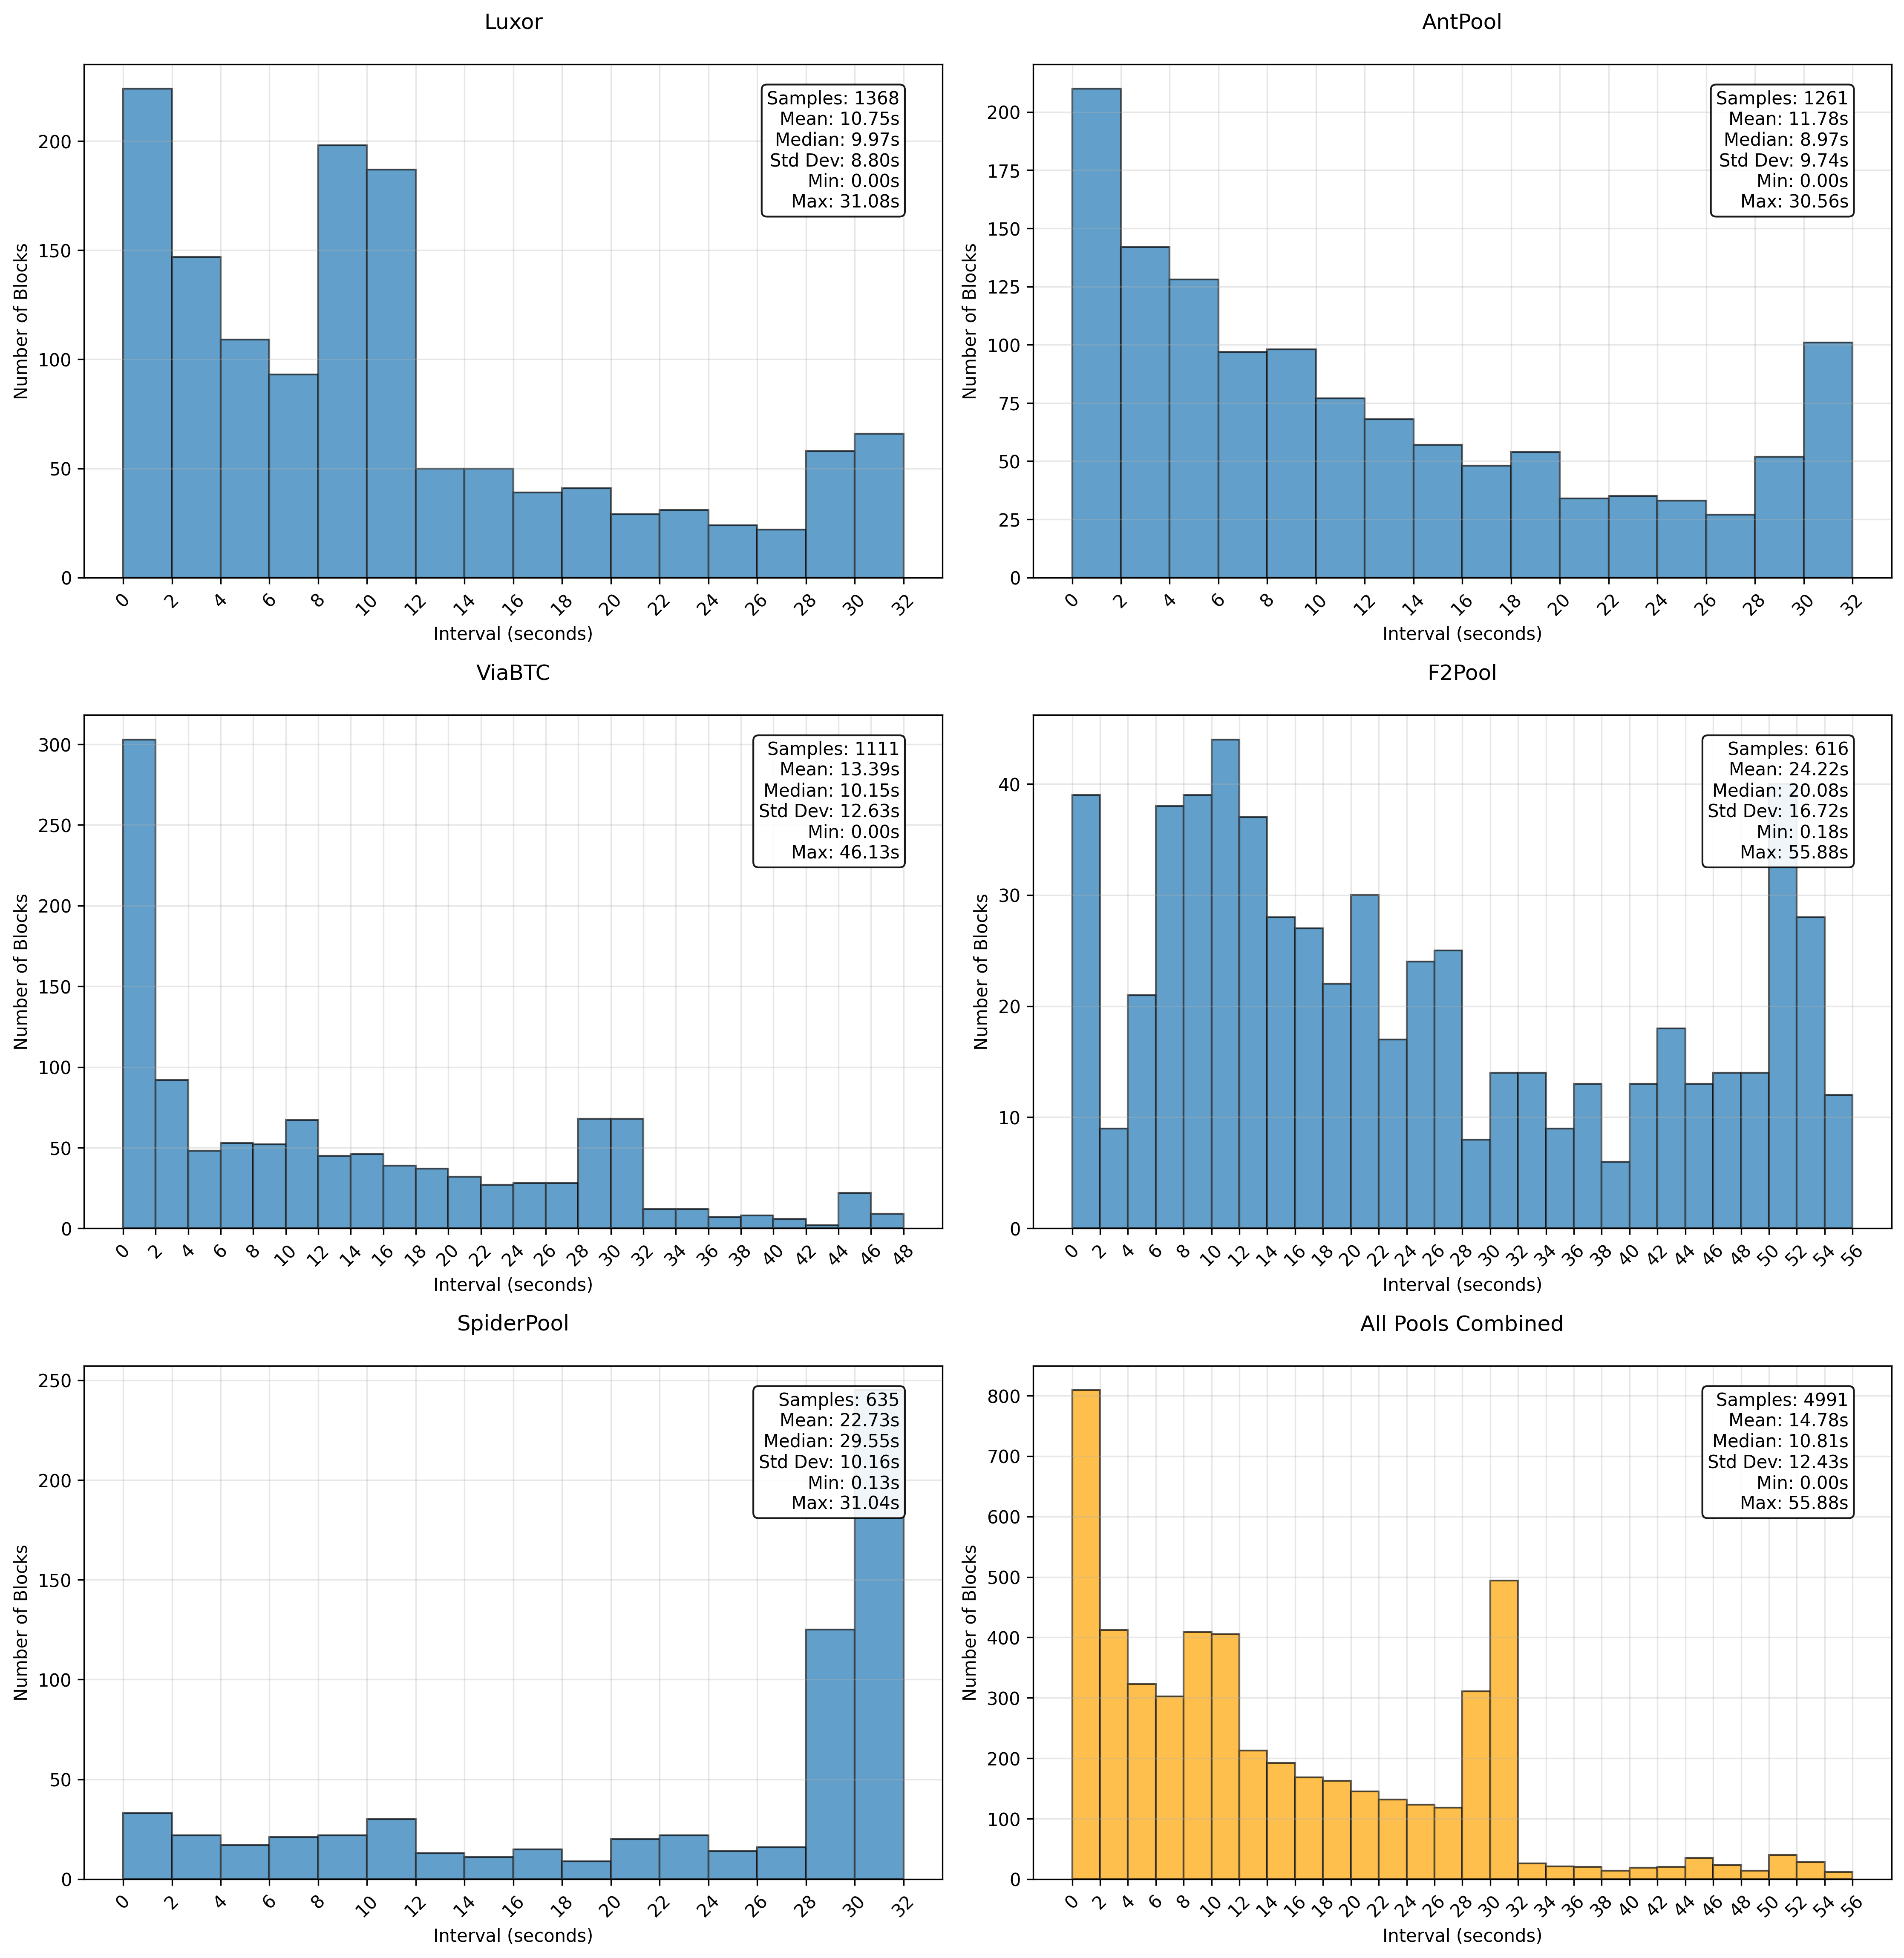 Luxor
Number of Blocks
200
150
100
50
0
Samples: 1368
Mean: 10.75s
Median: 9.97s
Std Dev: 8.80s
Min: 0.00s
Max: 31.08s
0 2 4 6 8 10 12 14 16 18 20 22 24 26 28 30 32
Interval (seconds)
AntPool
Number of Blocks
200
175
150
125
100
75
50
25
0
Samples: 1261
Mean: 11.78s
Median: 8.97s
Std Dev: 9.74s
Min: 0.00s
Max: 30.56s
0 2 4 6 8 10 12 14 16 18 20 22 24 26 28 30 32
Interval (seconds)
ViaBTC
Number of Blocks
300
250
200
150
100
50
0
Samples: 1111
Mean: 13.39s
Median: 10.15s
Std Dev: 12.63s
Min: 0.00s
Max: 46.13s
0 2 4 6 8 10 12 14 16 18 20 22 24 26 28 30 32 34 36 38 40 42 44 46 48
Interval (seconds)
F2Pool
Number of Blocks
40
30
20
10
0
Samples: 616
Mean: 24.22s
Median: 20.08s
Std Dev: 16.72s
Min: 0.18s
Max: 55.88s
0 2 4 6 8 10 12 14 16 18 20 22 24 26 28 30 32 34 36 38 40 42 44 46 48 50 52 54 56
Interval (seconds)
SpiderPool
Number of Blocks
250
200
150
100
50
0
Samples: 635
Mean: 22.73s
Median: 29.55s
Std Dev: 10.16s
Min: 0.13s
Max: 31.04s
0 2 4 6 8 10 12 14 16 18 20 22 24 26 28 30 32
Interval (seconds)
All Pools Combined
Number of Blocks
800
700
600
500
400
300
200
100
0
Samples: 4991
Mean: 14.78s
Median: 10.81s
Std Dev: 12.43s
Min: 0.00s
Max: 55.88s
0 2 4 6 8 10 12 14 16 18 20 22 24 26 28 30 32 34 36 38 40 42 44 46 48 50 52 54 56
Interval (seconds)